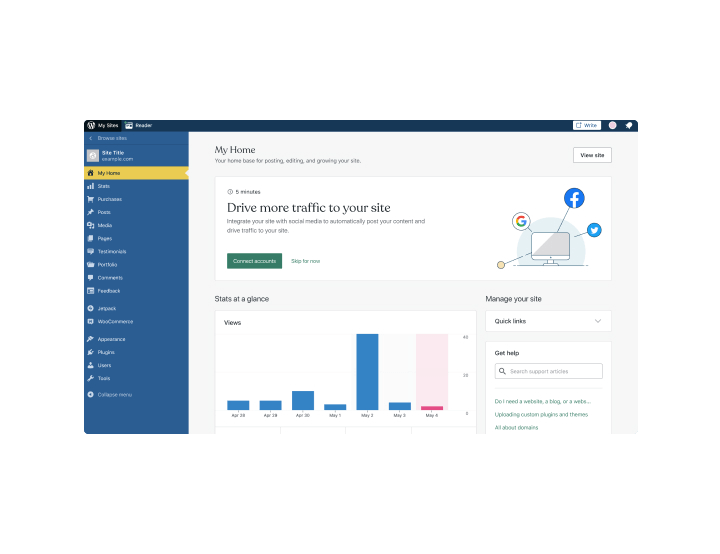 My Sites
Reader
Write
Browse sites
Site Title
example.com
My Home
Stats
Purchases
Posts
Media
Pages
Testimonials
Portfolio
Comments
Feedback
Jetpack
WooCommerce
Appearance
Plugins
Users
Tools
Collapse menu
My Home
Your home base for posting, editing, and growing your site.
View site
5 minutes
Drive more traffic to your site
Integrate your site with social media to automatically post your content and
drive traffic to your site.
Connect accounts
Skip for now
Stats at a glance
Views
40
20
0
Apr 28
Apr 29
Apr 30
May 1
May 2
May 3
May 4
Manage your site
Quick links
Get help
Search support articles
Do I need a website, a blog, or a webs...
Uploading custom plugins and themes
All about domains